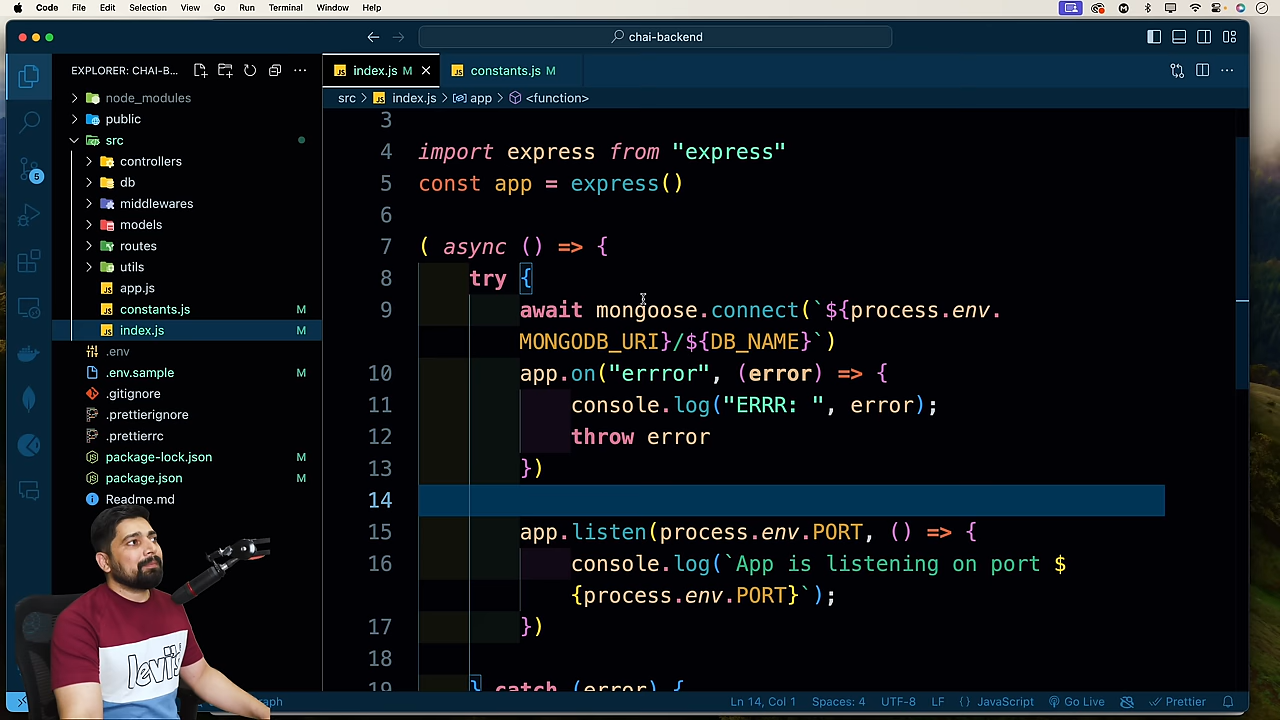 Code File Edit Selection View Go Run Terminal Window Help
chai-backend
EXPLORER: CHAI-B...
index.js M
constants.js M
src > index.js > app > <function>
node_modules
public
src
controllers
db
middlewares
models
routes
utils
app.js
constants.js M
index.js M
.env
.env.sample M
.gitignore
.prettierignore
.prettierrc
package-lock.json M
package.json M
Readme.md
5
3
4 import express from "express"
5 const app = express()
6
7 ( async () => {
8 try {
9 await mongoose.connect(`${process.env.
MONGODB_URI}/${DB_NAME}`)
10 app.on("errror", (error) => {
11 console.log("ERRR: ", error);
12 throw error
13 })
14
15 app.listen(process.env.PORT, () => {
16 console.log(`App is listening on port $
{process.env.PORT}`);
17 })
18
19 } catch (error) {
levi's
Ln 14, Col 1 Spaces: 4 UTF-8 LF {} JavaScript Go Live Prettier